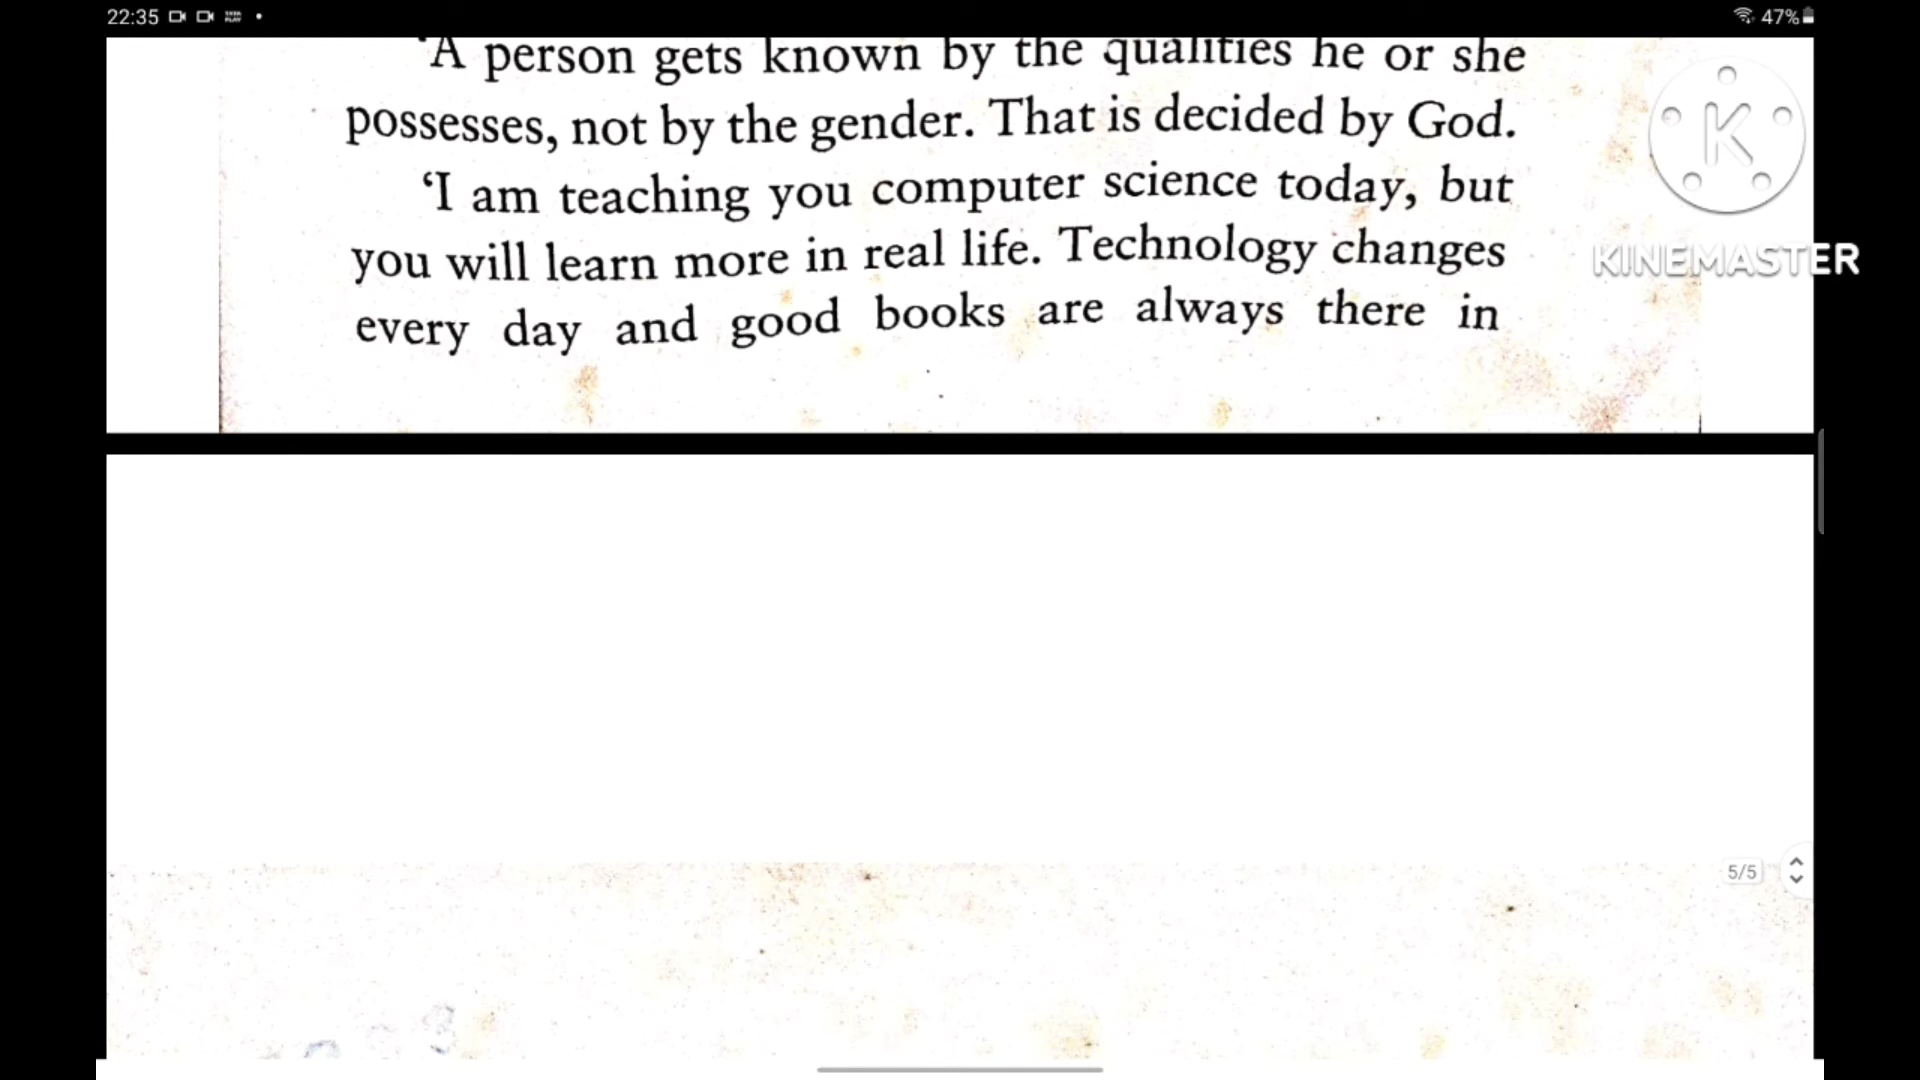 22:35
47%
‘A person gets known by the qualities he or she
possesses, not by the gender. That is decided by God.
‘I am teaching you computer science today, but
you will learn more in real life. Technology changes
every day and good books are always there in
K
KINEMASTER
5/5